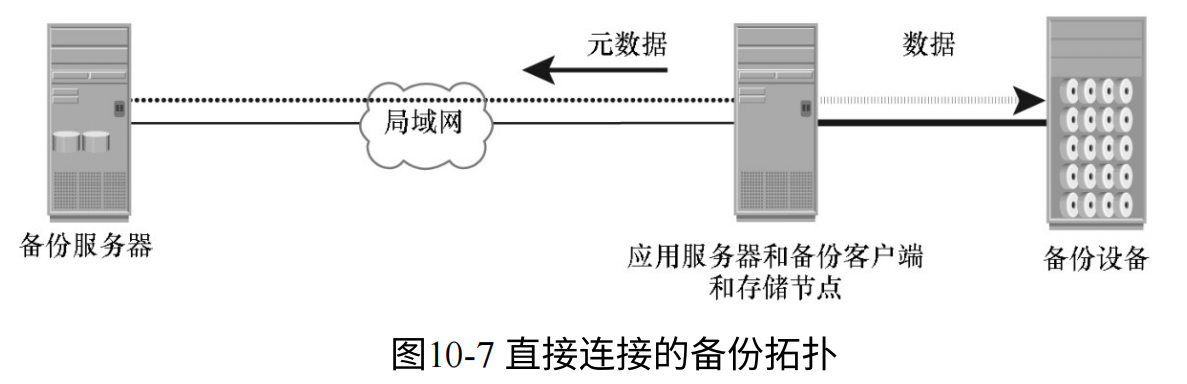 元数据
数据
局域网
备份服务器
应用服务器和备份客户端
和存储节点
备份设备
图10-7 直接连接的备份拓扑